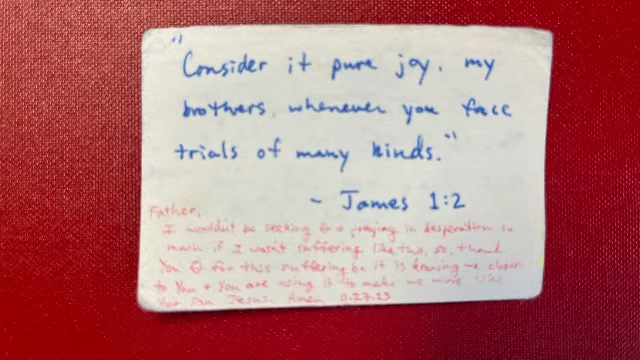 "Consider it pure joy, my
brothers, whenever you face
trials of many kinds."
~ James 1:2
Father,
I wouldn't be seeking & praying in desperation so
much if I wasn't suffering like this, so, thank
You for this suffering bc it is drawing me closer
to You & You are using it to make me more like
Your Son Jesus. Amen 11.27.23